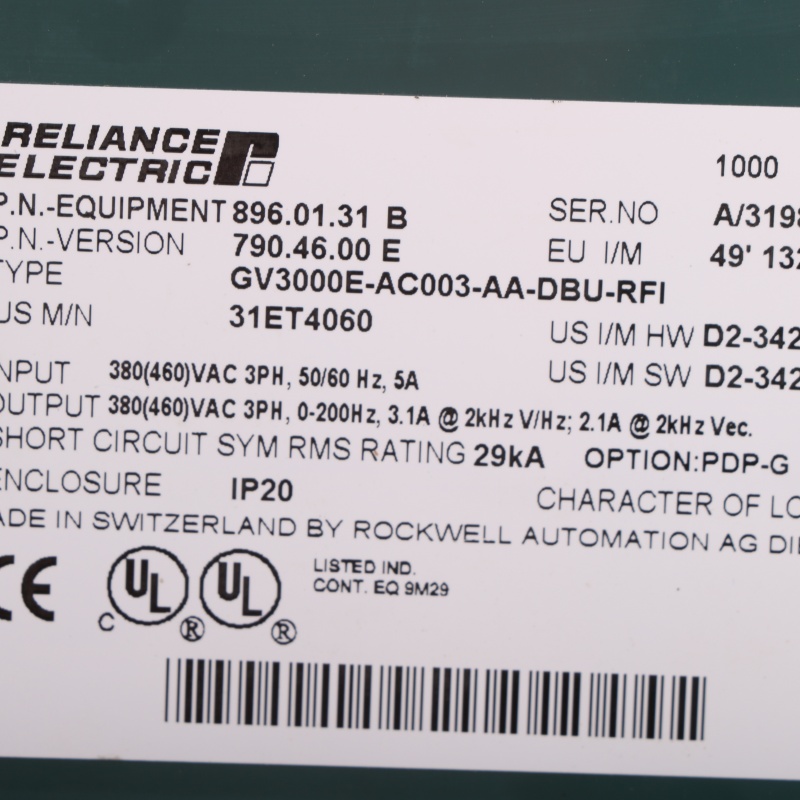 RELIANCE
ELECTRIC
1000
P.N.-EQUIPMENT 896.01.31 B SER.NO A/3198
P.N.-VERSION 790.46.00 E EU I/M 49' 132
TYPE GV3000E-AC003-AA-DBU-RFI
US M/N 31ET4060 US I/M HW D2-342
INPUT 380(460)VAC 3PH, 50/60 Hz, 5A US I/M SW D2-342
OUTPUT 380(460)VAC 3PH, 0-200Hz, 3.1A @ 2kHz V/Hz; 2.1A @ 2kHz Vec.
SHORT CIRCUIT SYM RMS RATING 29kA OPTION:PDP-G
ENCLOSURE IP20 CHARACTER OF LO
MADE IN SWITZERLAND BY ROCKWELL AUTOMATION AG DIE
CE C UL ® UL ® LISTED IND.
CONT. EQ 9M29